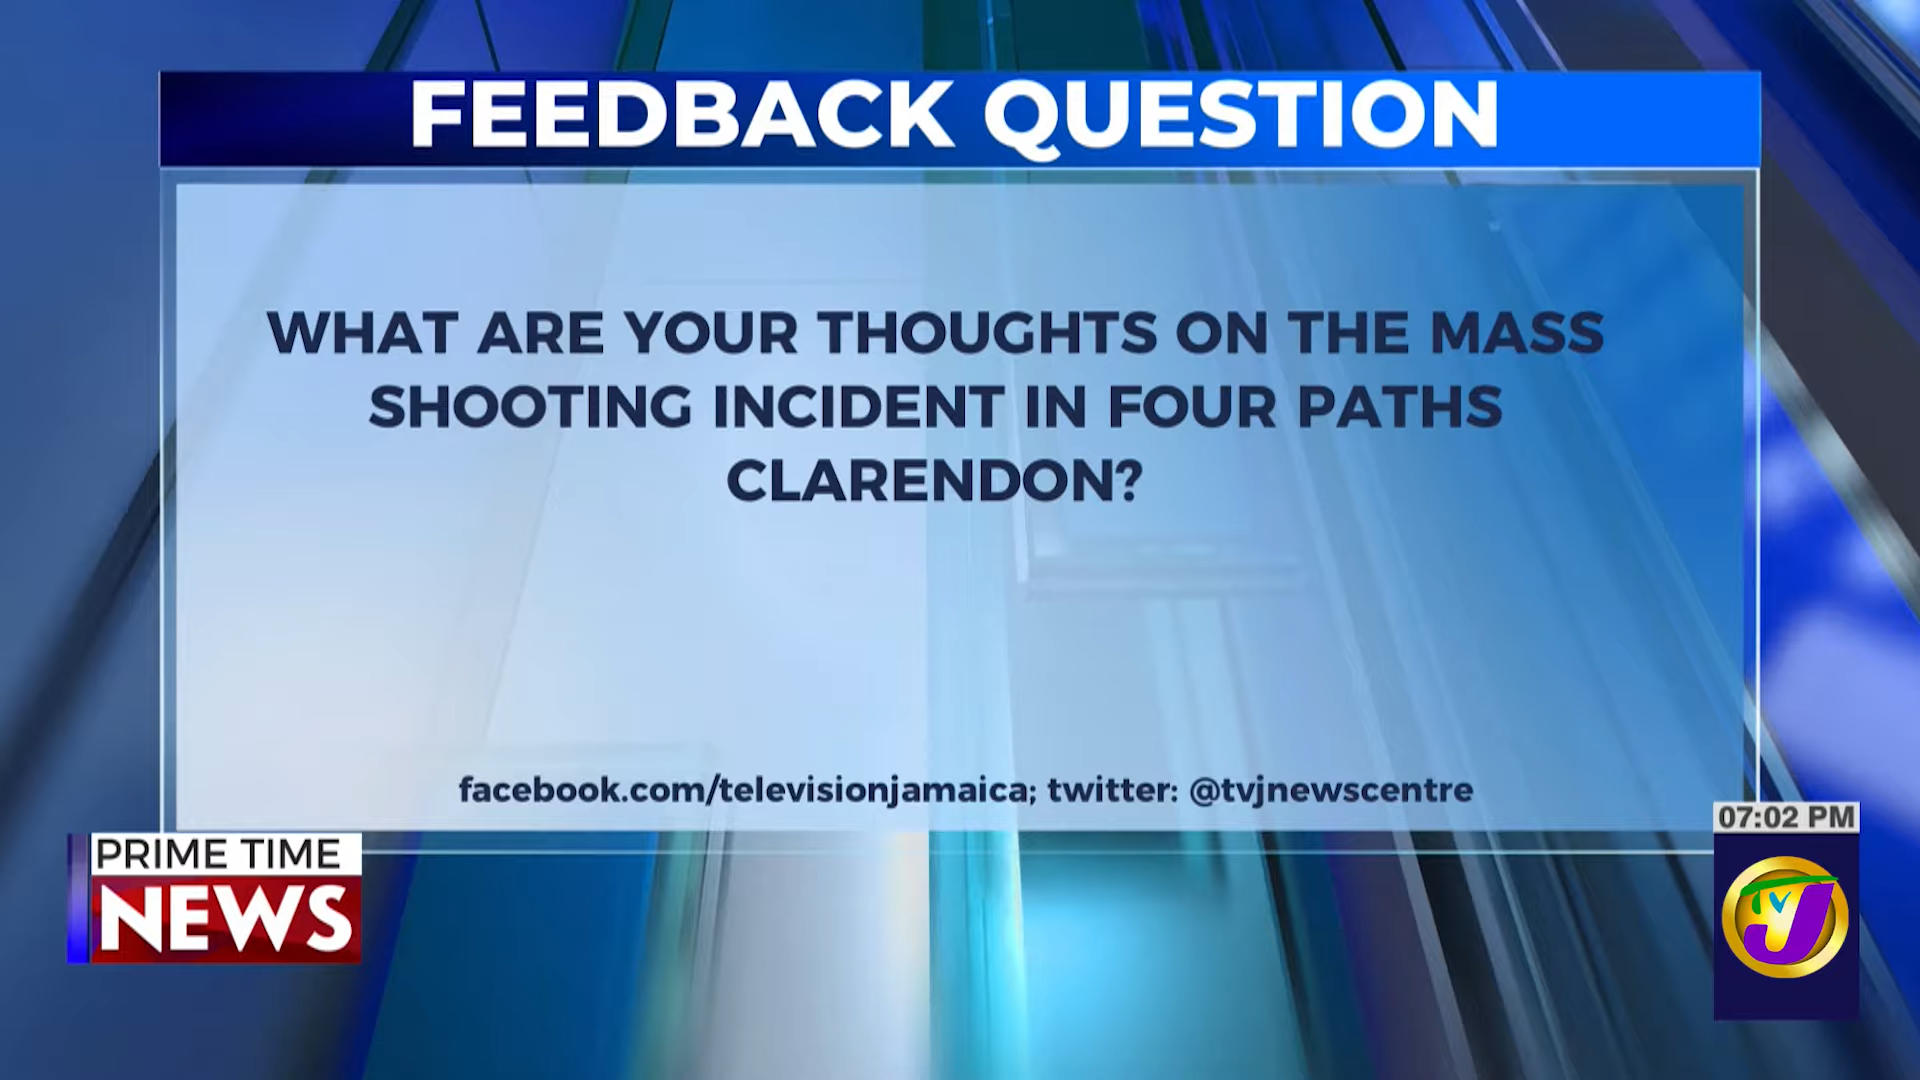 FEEDBACK QUESTION
WHAT ARE YOUR THOUGHTS ON THE MASS
SHOOTING INCIDENT IN FOUR PATHS
CLARENDON?
facebook.com/televisionjamaica; twitter: @tvjnewscentre
PRIME TIME
NEWS
07:02 PM
TVJ